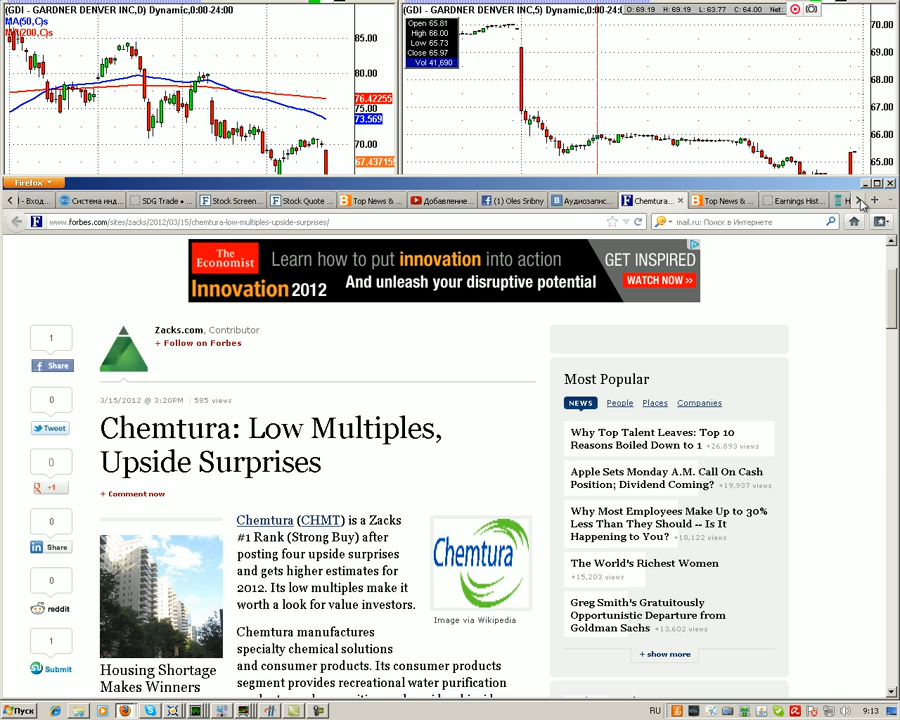 (GDI - GARDNER DENVER INC,D) Dynamic,0:00-24:00
MA(50,C)s
MA(200,C)s
85.00
80.00
76.42255
75.00
73.569
70.00
67.43715
(GDI - GARDNER DENVER INC,5) Dynamic,0:00-24:
O: 69.19 H: 69.19 L: 63.77 C: 64.00 Net:
Open 65.81
High 66.00
Low 65.73
Close 65.97
Vol 41,690
70.00
69.00
68.00
67.00
66.00
65.00
Firefox
- Вход...
Система инд...
SDG Trade •...
Stock Screen...
Stock Quote ...
Top News & ...
Добавление...
(1) Oles Sribny
Аудиозапис...
Chemtura:...
Top News & ...
Earnings Hist...
H
www.forbes.com/sites/zacks/2012/03/15/chemtura-low-multiples-upside-surprises/
mail.ru: Поиск в Интернете
The Economist
Innovation 2012
Learn how to put innovation into action
And unleash your disruptive potential
GET INSPIRED
WATCH NOW >>
1
Share
0
Tweet
0
+1
0
Share
0
reddit
1
Submit
Zacks.com, Contributor
+ Follow on Forbes
3/15/2012 @ 3:20PM | 585 views
Chemtura: Low Multiples,
Upside Surprises
+ Comment now
Housing Shortage
Makes Winners
Chemtura (CHMT) is a Zacks
#1 Rank (Strong Buy) after
posting four upside surprises
and gets higher estimates for
2012. Its low multiples make it
worth a look for value investors.
Chemtura
Image via Wikipedia
Chemtura manufactures
specialty chemical solutions
and consumer products. Its consumer products
segment provides recreational water purification
Most Popular
NEWS People Places Companies
Why Top Talent Leaves: Top 10
Reasons Boiled Down to 1 +26,893 views
Apple Sets Monday A.M. Call On Cash
Position; Dividend Coming? +19,937 views
Why Most Employees Make Up to 30%
Less Than They Should -- Is It
Happening to You? +18,122 views
The World's Richest Women
+15,203 views
Greg Smith's Gratuitously
Opportunistic Departure from
Goldman Sachs +13,602 views
+ show more
Пуск
RU
9:13